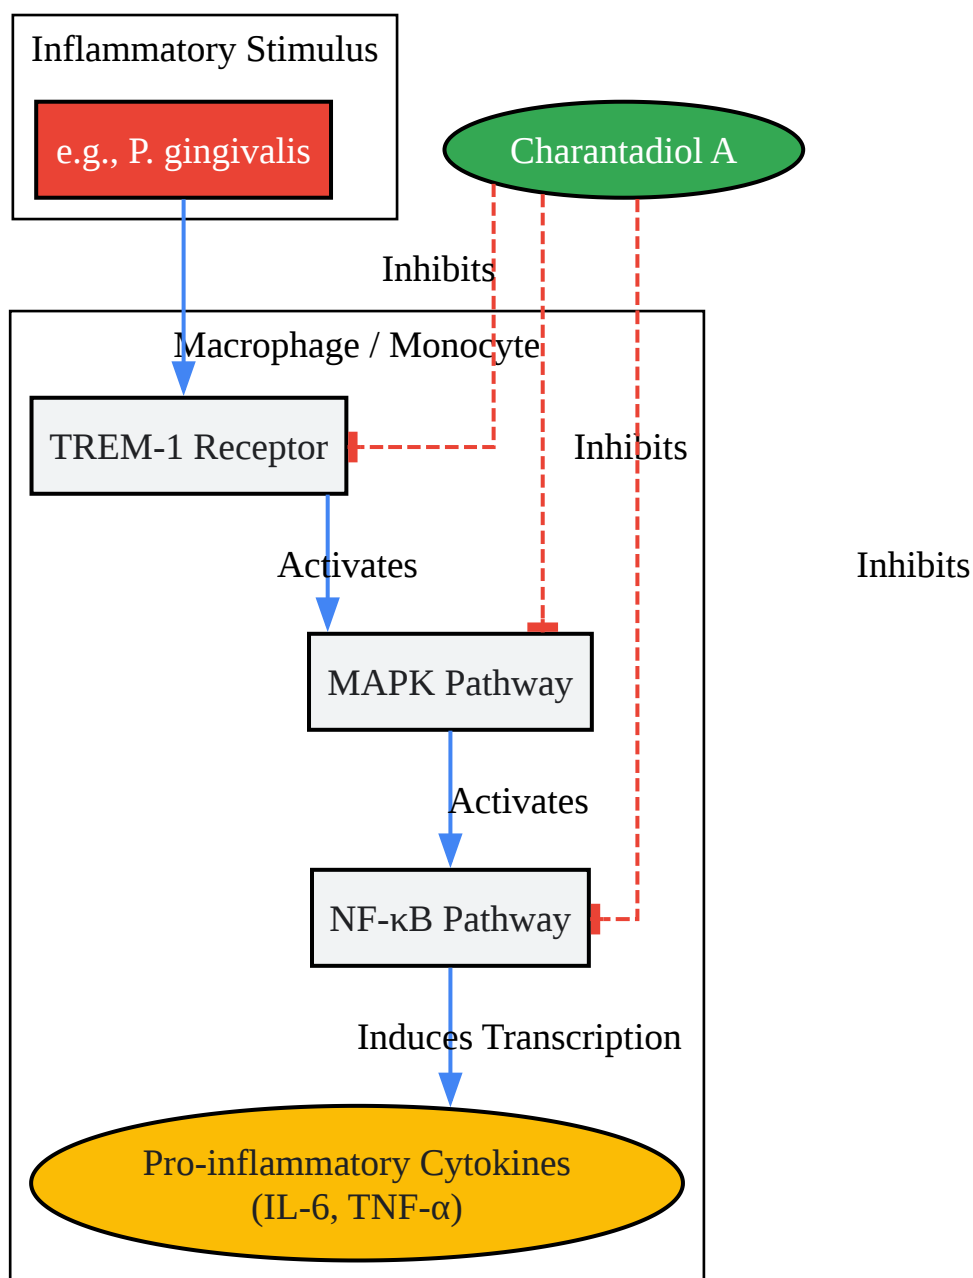 Inflammatory Stimulus
e.g., P. gingivalis
Charantadiol A
Inhibits
Macrophage / Monocyte
TREM-1 Receptor
Inhibits
Activates
Inhibits
MAPK Pathway
Activates
NF-κB Pathway
Induces Transcription
Pro-inflammatory Cytokines
(IL-6, TNF-α)